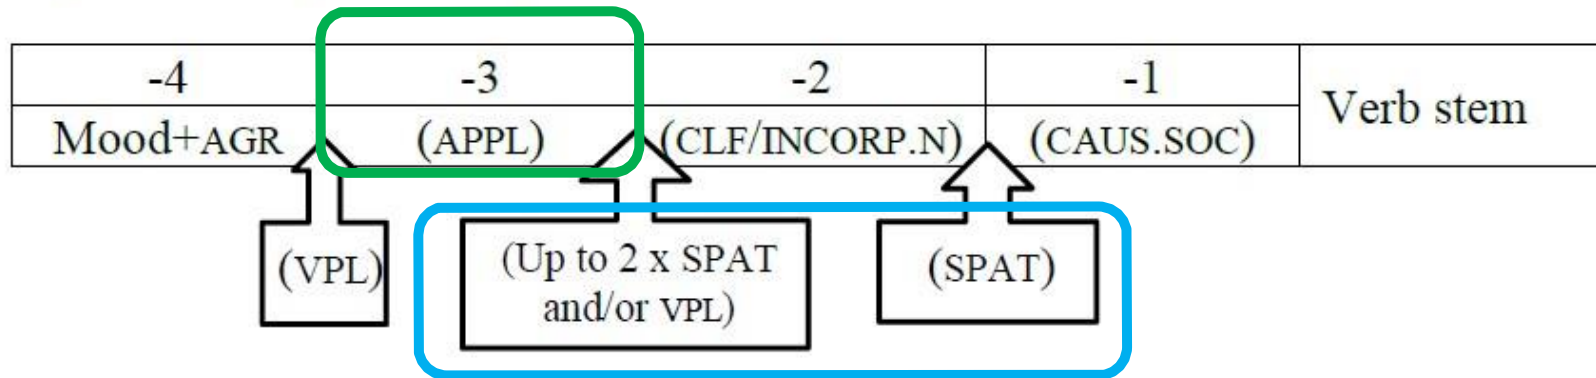 -4 -3 -2 -1 Verb stem
Mood+AGR (APPL) (CLF/INCORP.N) (CAUS.SOC)
(VPL) (Up to 2 x SPAT and/or VPL) (SPAT)